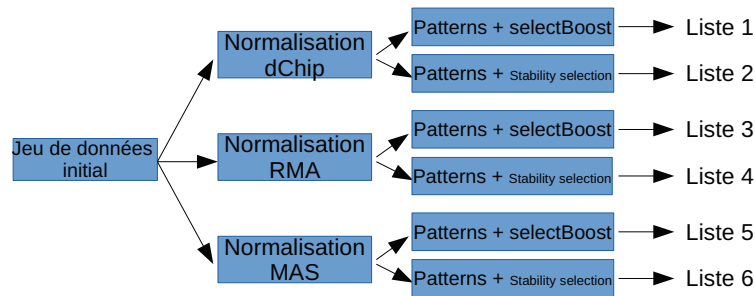 Jeu de données
initial
Normalisation
dChip
Patterns + selectBoost
Liste 1
Patterns + Stability selection
Liste 2
Normalisation
RMA
Patterns + selectBoost
Liste 3
Patterns + Stability selection
Liste 4
Normalisation
MAS
Patterns + selectBoost
Liste 5
Patterns + Stability selection
Liste 6